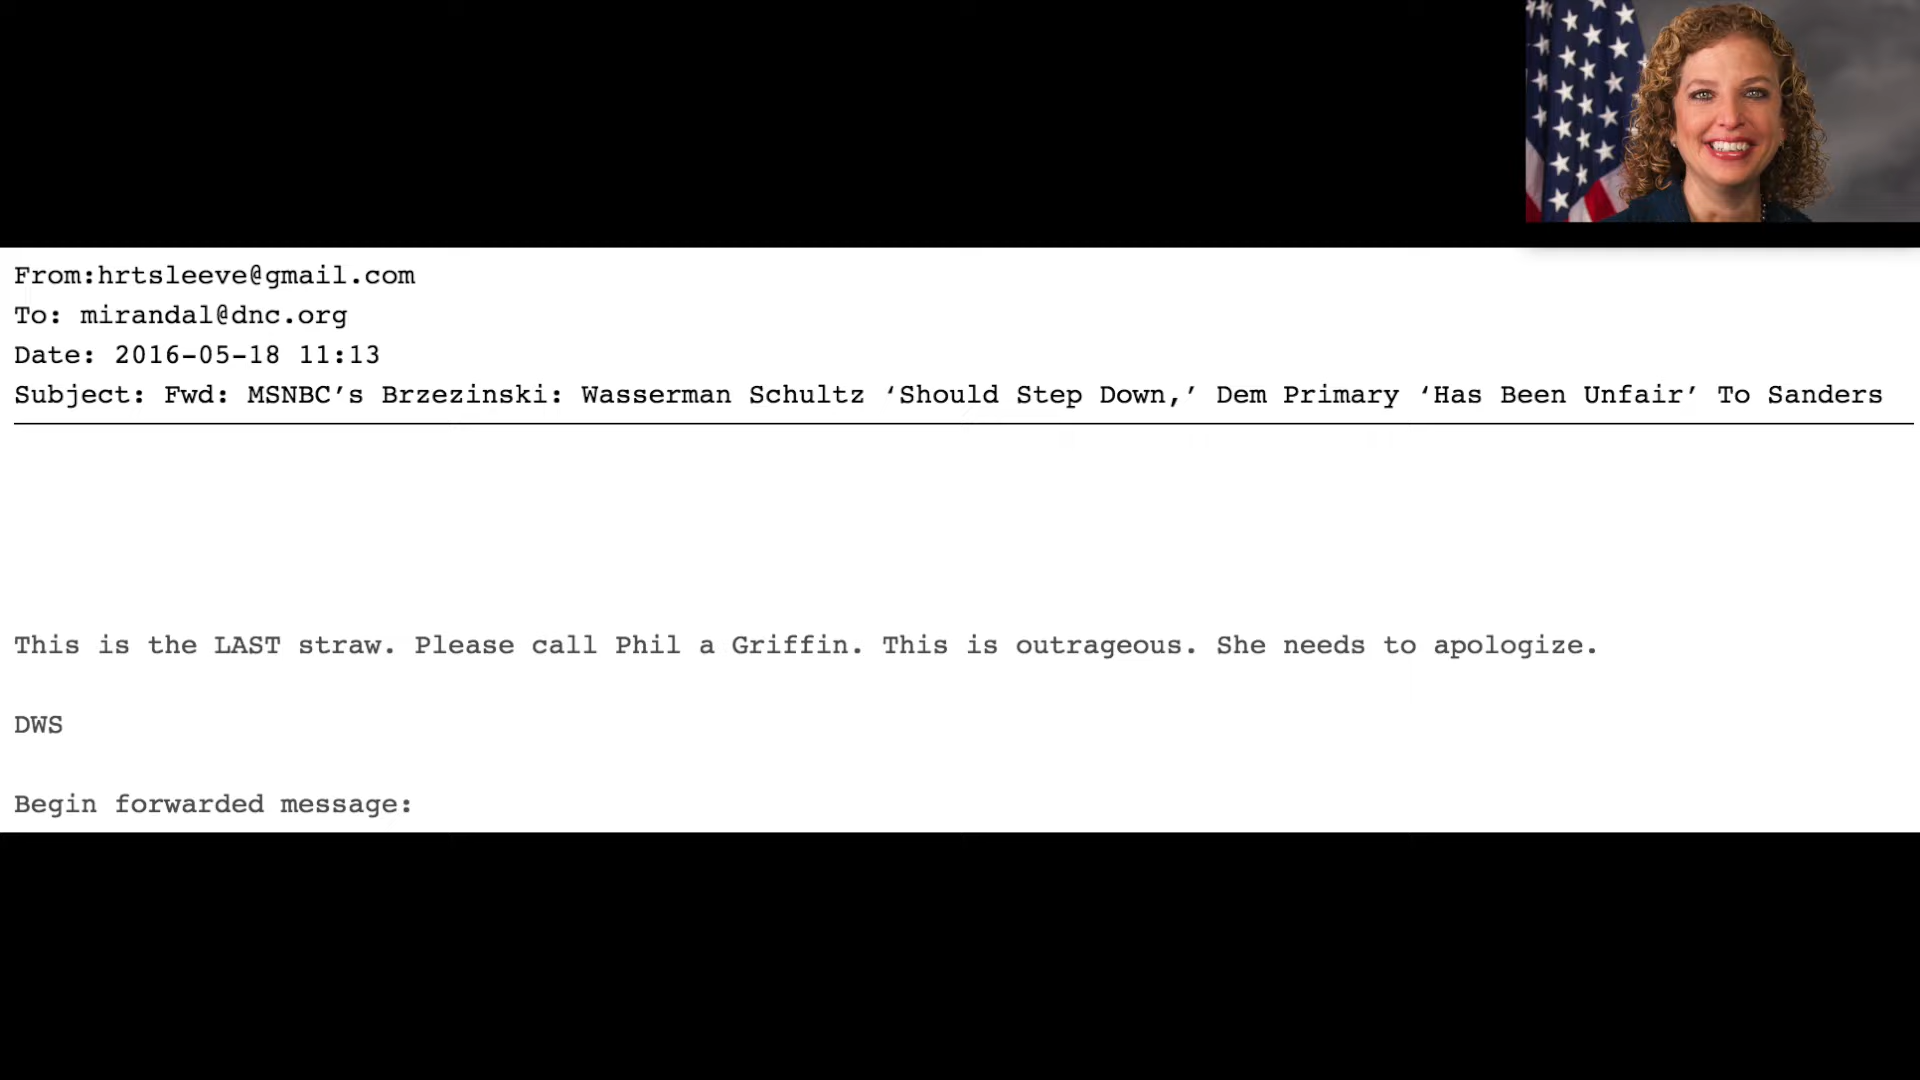 From:hrtsleeve@gmail.com
To: mirandal@dnc.org
Date: 2016-05-18 11:13
Subject: Fwd: MSNBC’s Brzezinski: Wasserman Schultz ‘Should Step Down,’ Dem Primary ‘Has Been Unfair’ To Sanders
This is the LAST straw. Please call Phil a Griffin. This is outrageous. She needs to apologize.
DWS
Begin forwarded message: